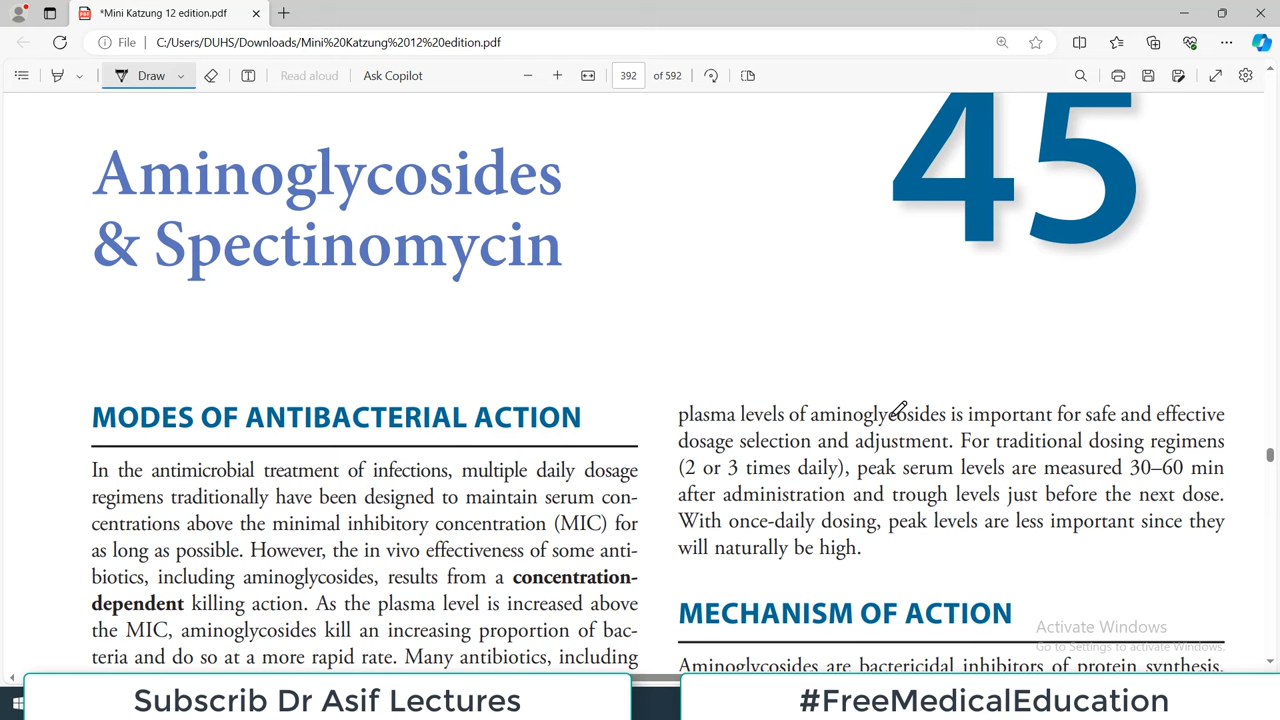 *Mini Katzung 12 edition.pdf
File
C:/Users/DUHS/Downloads/Mini%20Katzung%2012%20edition.pdf
Draw
Read aloud
Ask Copilot
392
of 592
45
Aminoglycosides
& Spectinomycin
MODES OF ANTIBACTERIAL ACTION
In the antimicrobial treatment of infections, multiple daily dosage
regimens traditionally have been designed to maintain serum con-
centrations above the minimal inhibitory concentration (MIC) for
as long as possible. However, the in vivo effectiveness of some anti-
biotics, including aminoglycosides, results from a concentration-
dependent killing action. As the plasma level is increased above
the MIC, aminoglycosides kill an increasing proportion of bac-
teria and do so at a more rapid rate. Many antibiotics, including
plasma levels of aminoglycosides is important for safe and effective
dosage selection and adjustment. For traditional dosing regimens
(2 or 3 times daily), peak serum levels are measured 30–60 min
after administration and trough levels just before the next dose.
With once-daily dosing, peak levels are less important since they
will naturally be high.
MECHANISM OF ACTION
Aminoglycosides are bactericidal inhibitors of protein synthesis.
Activate Windows
Go to Settings to activate Windows.
Subscrib Dr Asif Lectures
#FreeMedicalEducation